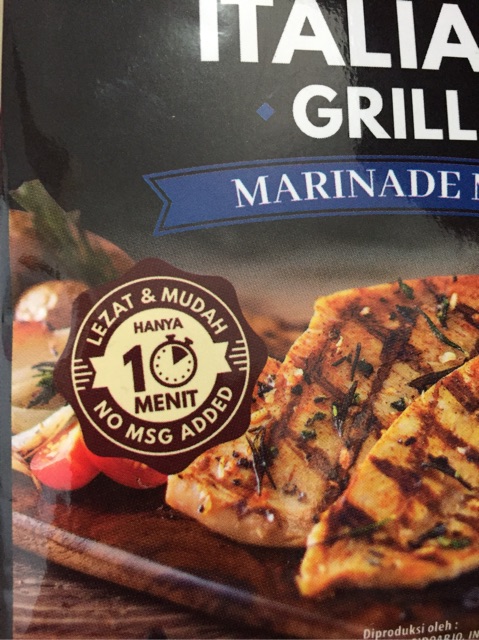 ITALIA
GRILL
MARINADE
LEZAT & MUDAH
HANYA
10
MENIT
NO MSG ADDED
Diproduksi oleh :